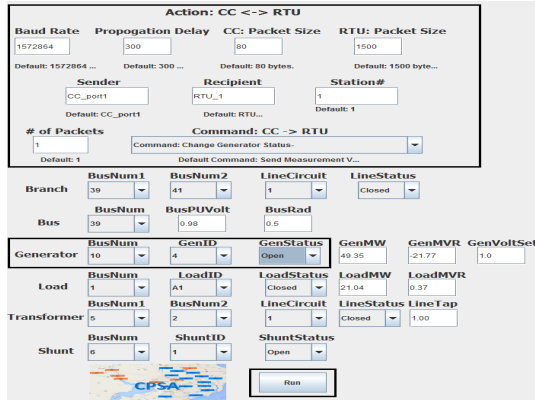 Action: CC <-> RTU
Baud Rate Propogation Delay CC: Packet Size RTU: Packet Size
1572864 300 80 1500
Default: 1572864 ... Default: 300 ... Default: 80 bytes. Default: 1500 byte...
Sender Recipient Station#
CC_port1 RTU_1 1
Default: CC_port1 Default: RTU... Default: 1
# of Packets Command: CC -> RTU
1 Command: Change Generator Status-
Default: 1 Default Command: Send Measurement V...
BusNum1 BusNum2 LineCircuit LineStatus
Branch 39 41 1 Closed
BusNum BusPUVolt BusRad
Bus 39 0.98 0.5
BusNum GenID GenStatus GenMW GenMVR GenVoltSet
Generator 10 4 Open 49.35 -21.77 1.0
BusNum LoadID LoadStatus LoadMW LoadMVR
Load 1 A1 Closed 21.04 0.37
BusNum1 BusNum2 LineCircuit LineStatus LineTap
Transformer 5 2 1 Closed 1.00
BusNum ShuntID ShuntStatus
Shunt 6 1 Open
CPSA Run